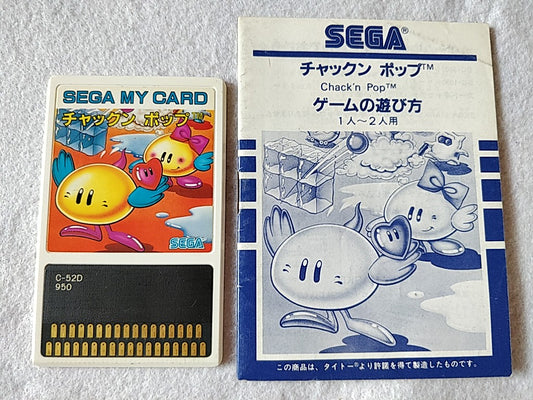 SEGA MY CARD
チャックン ポップ™
SEGA
C-52D
950
SEGA®
チャックン ポップ™
Chack'n Pop™
ゲームの遊び方
1人～2人用
この商品は、タイトー®より許諾を得て製造したものです。